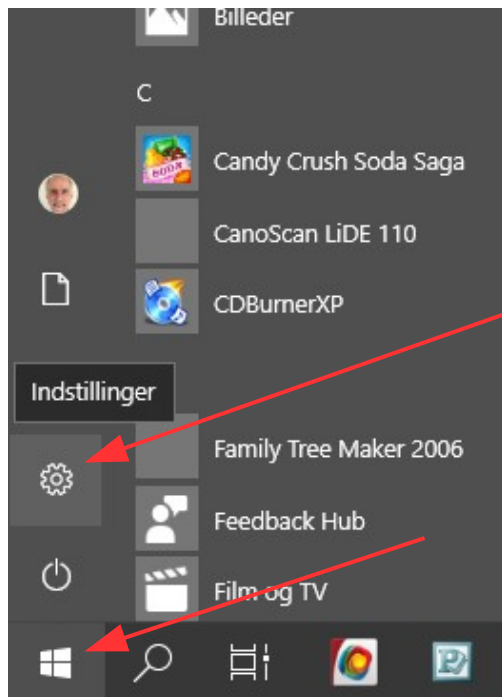 Billeder
C
Candy Crush Soda Saga
CanoScan LiDE 110
CDBurnerXP
Indstillinger
Family Tree Maker 2006
Feedback Hub
Film og TV